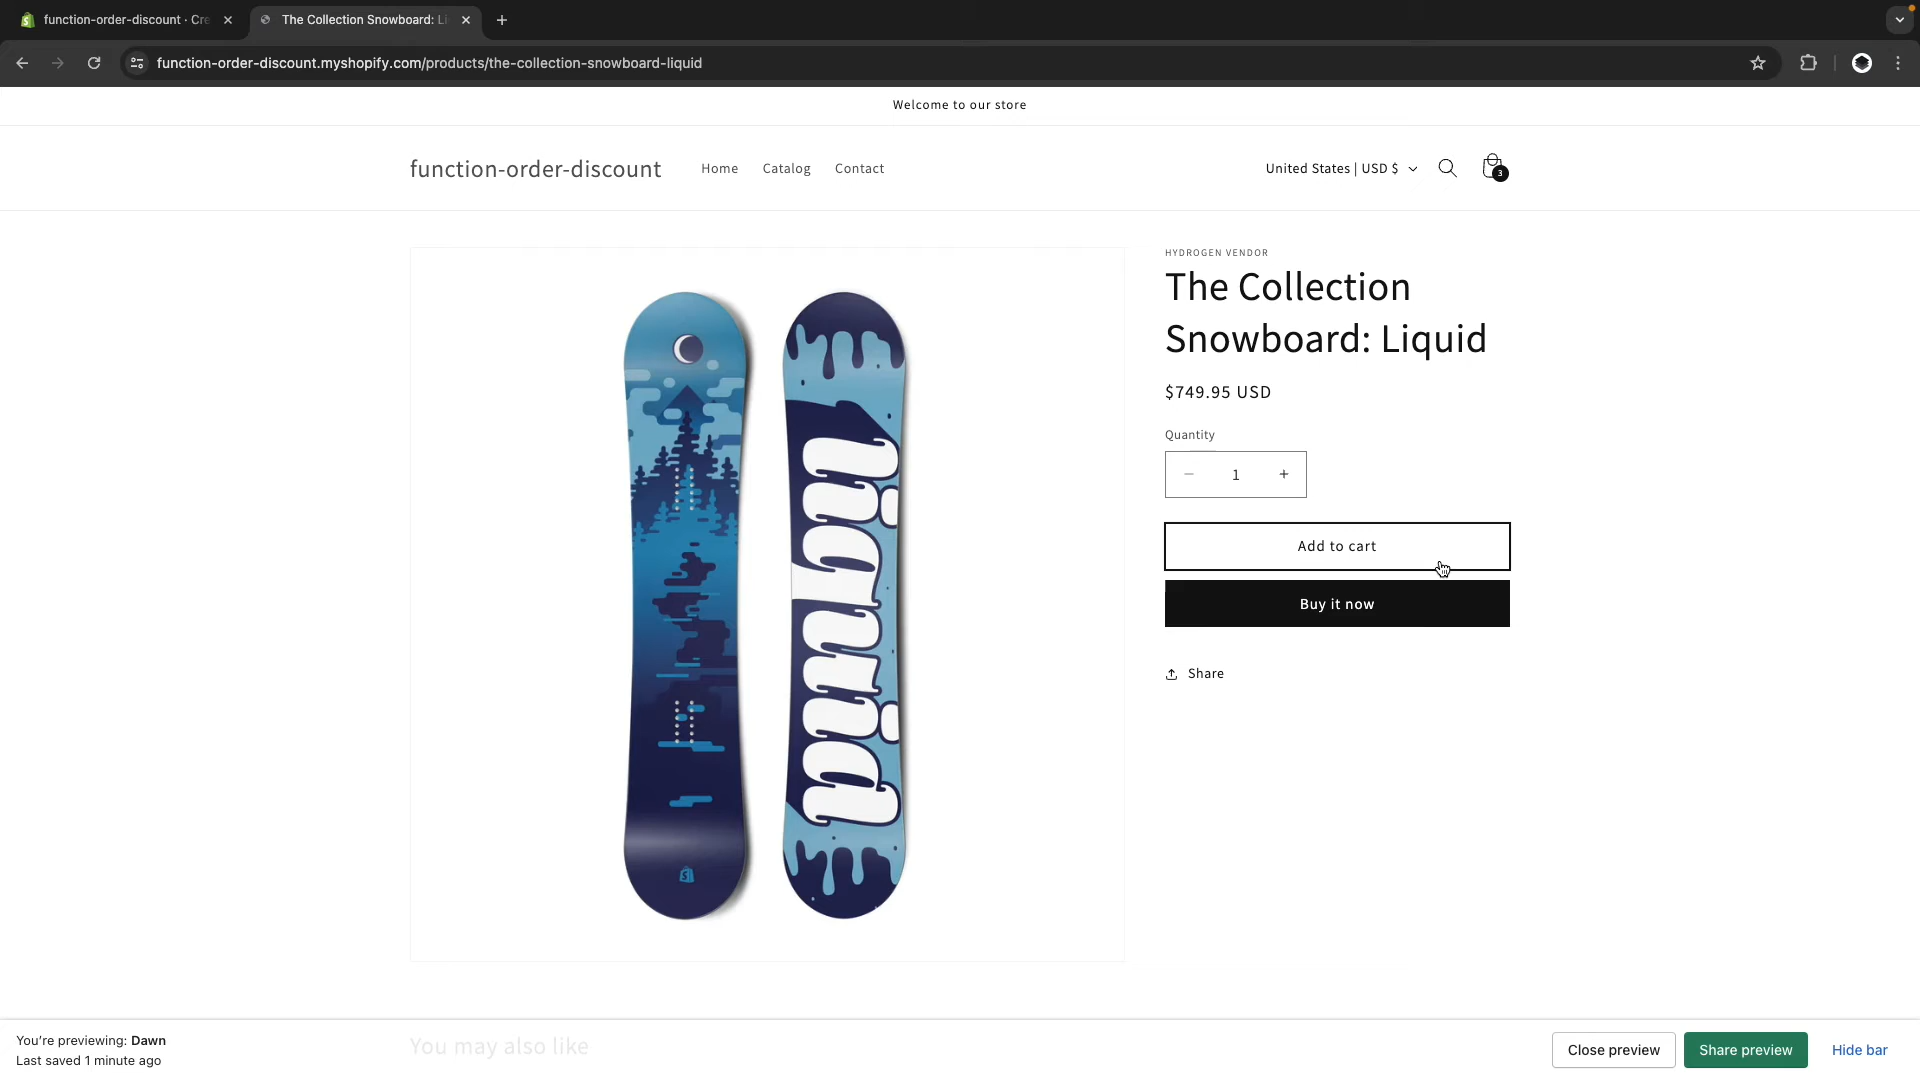 function-order-discount · Cre
The Collection Snowboard: Li
function-order-discount.myshopify.com/products/the-collection-snowboard-liquid
Welcome to our store
function-order-discount
Home
Catalog
Contact
United States | USD $
3
HYDROGEN VENDOR
The Collection
Snowboard: Liquid
$749.95 USD
Quantity
1
Add to cart
Buy it now
Share
liquid
You're previewing: Dawn
Last saved 1 minute ago
You may also like
Close preview
Share preview
Hide bar